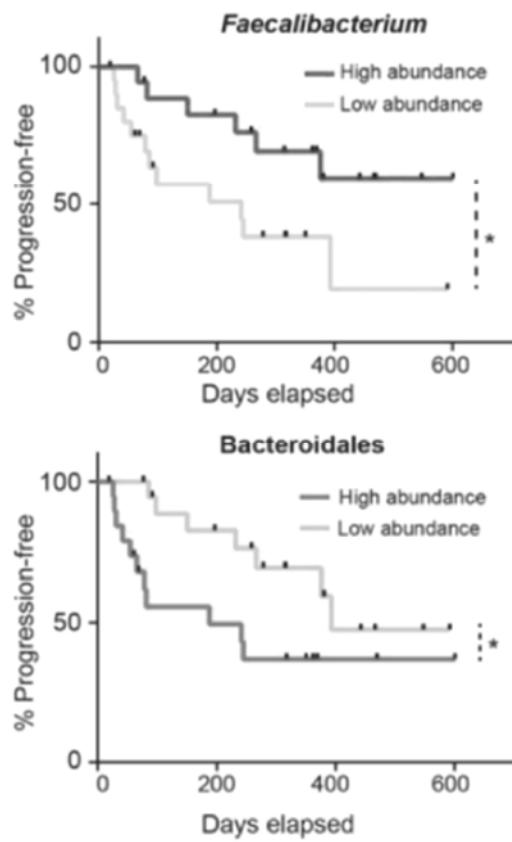 Faecalibacterium
100
High abundance
Low abundance
% Progression-free
50
*
0
0 200 400 600
Days elapsed
Bacteroidales
100
High abundance
Low abundance
% Progression-free
50
*
0
0 200 400 600
Days elapsed